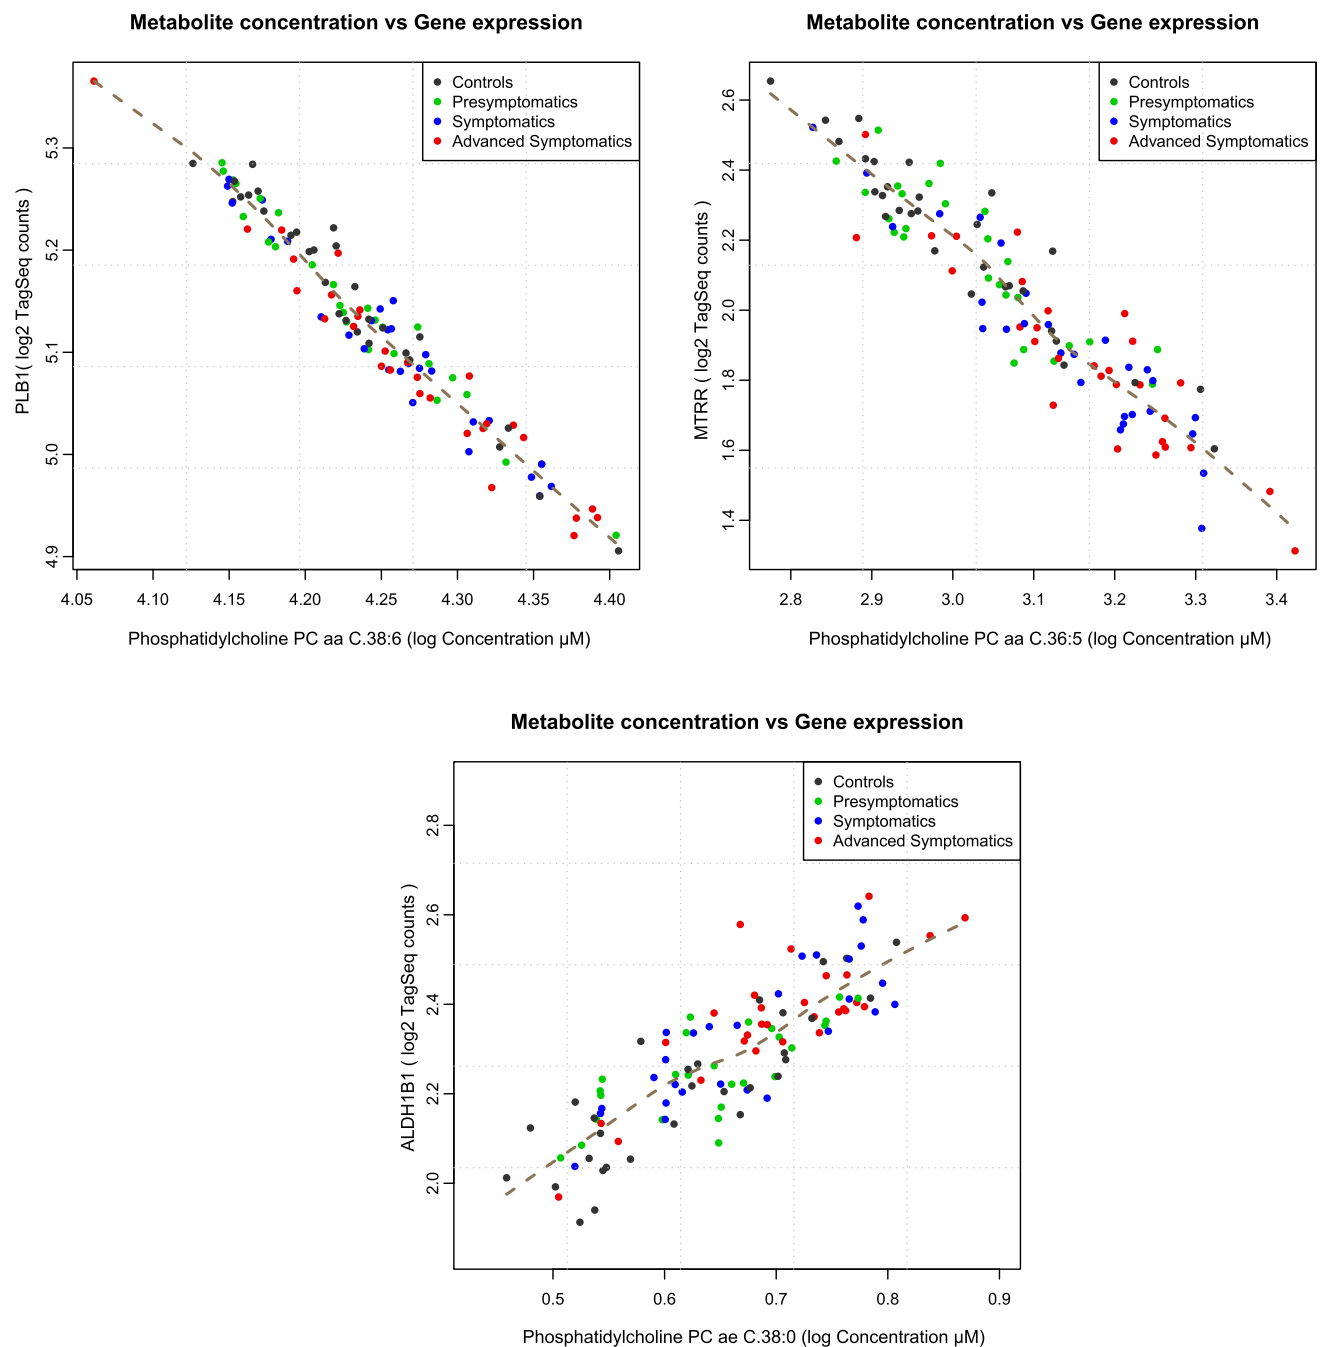 Metabolite concentration vs Gene expression
Controls
Presymptomatics
Symptomatics
Advanced Symptomatics
PLB1( log2 TagSeq counts )
5.3
5.2
5.1
5.0
4.9
4.05 4.10 4.15 4.20 4.25 4.30 4.35 4.40
Phosphatidylcholine PC aa C.38:6 (log Concentration µM)
Metabolite concentration vs Gene expression
Controls
Presymptomatics
Symptomatics
Advanced Symptomatics
MTRR ( log2 TagSeq counts )
2.6
2.4
2.2
2.0
1.8
1.6
1.4
2.8 2.9 3.0 3.1 3.2 3.3 3.4
Phosphatidylcholine PC aa C.36:5 (log Concentration µM)
Metabolite concentration vs Gene expression
Controls
Presymptomatics
Symptomatics
Advanced Symptomatics
ALDH1B1 ( log2 TagSeq counts )
2.8
2.6
2.4
2.2
2.0
0.5 0.6 0.7 0.8 0.9
Phosphatidylcholine PC ae C.38:0 (log Concentration µM)